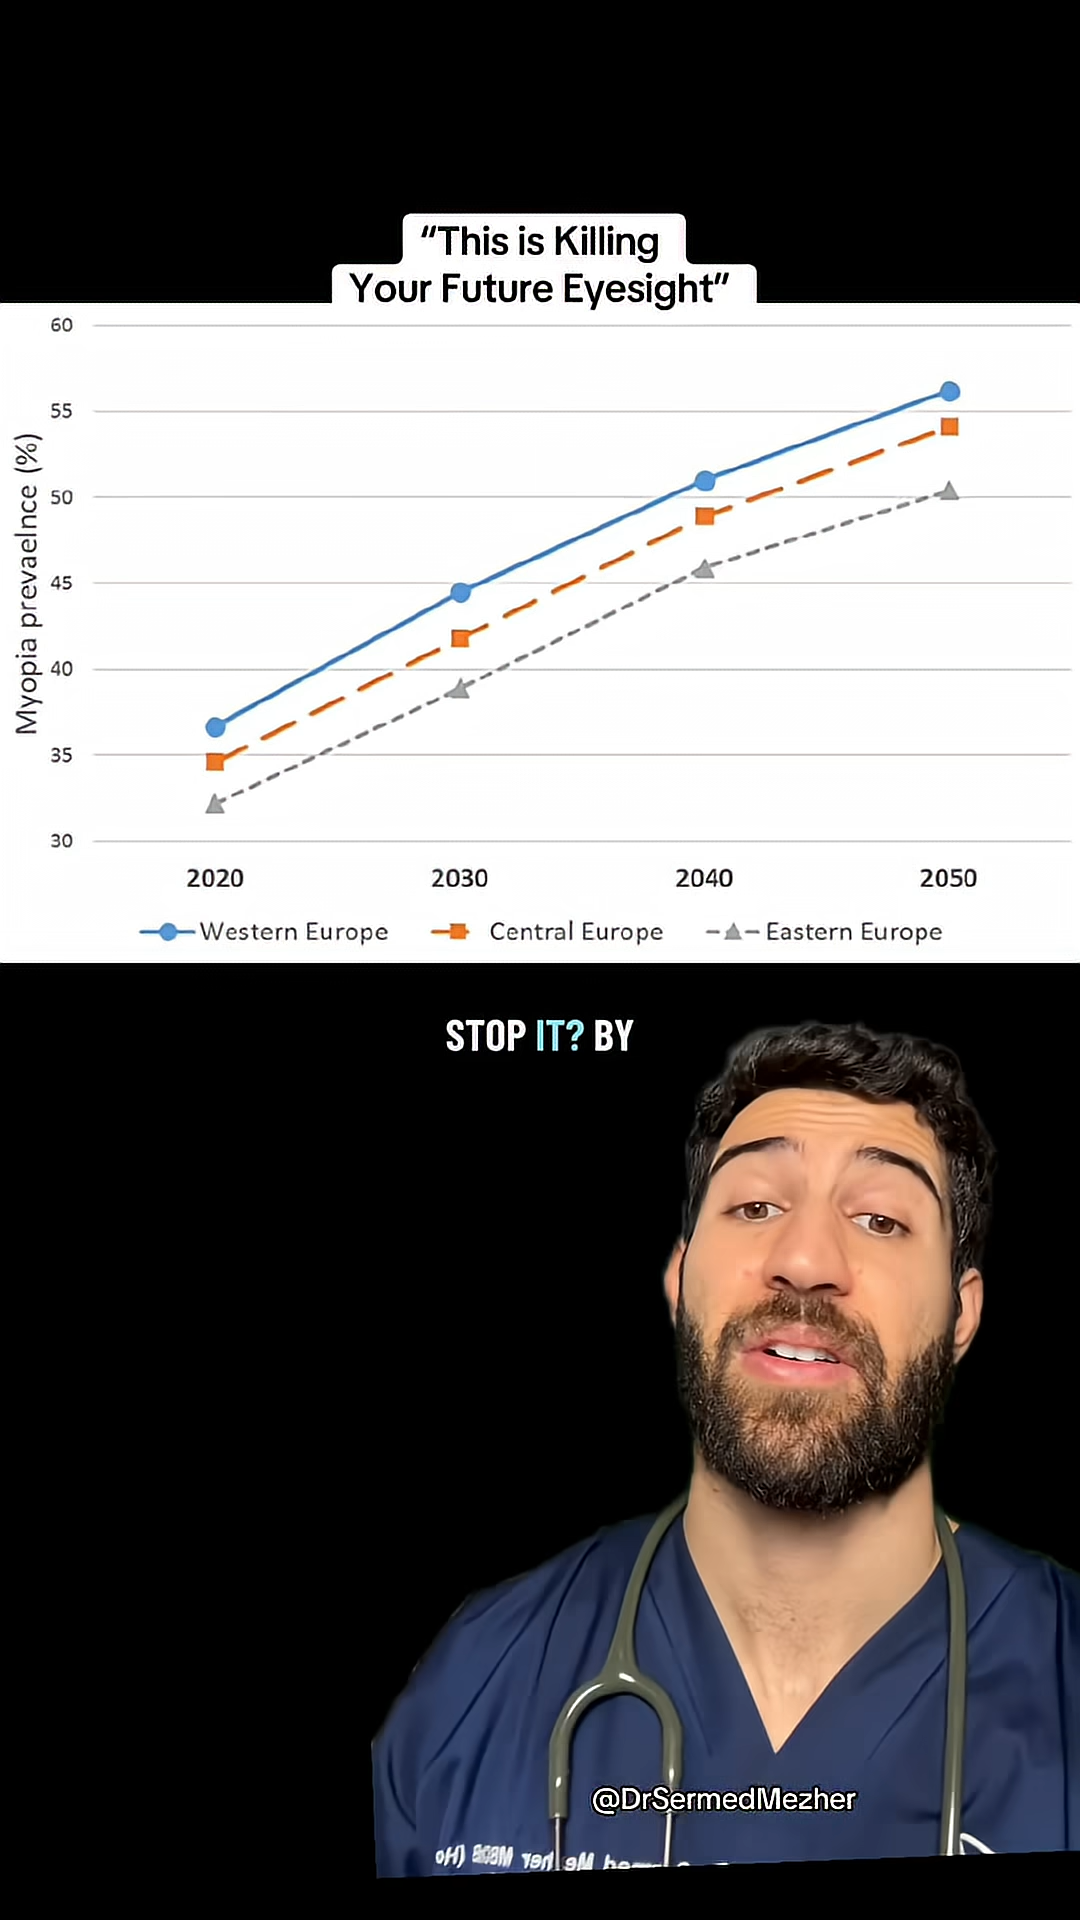 “This is Killing
Your Future Eyesight”
60
55
50
45
40
35
30
Myopia prevaelnce (%)
2020 2030 2040 2050
Western Europe Central Europe Eastern Europe
STOP IT? BY
@DrSermedMezher